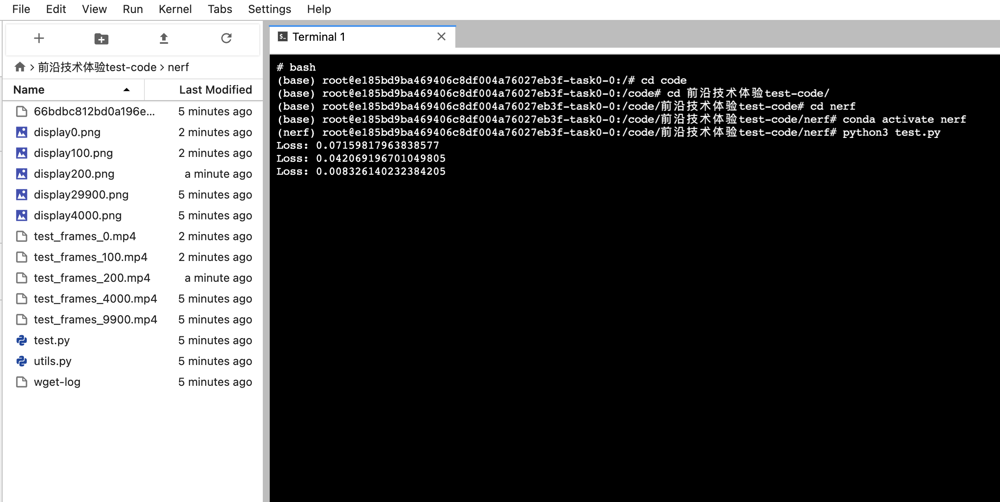 File Edit View Run Kernel Tabs Settings Help
前沿技术体验test-code > nerf
Name Last Modified
66bdbc812bd0a196e... 5 minutes ago
display0.png 2 minutes ago
display100.png 2 minutes ago
display200.png a minute ago
display29900.png 5 minutes ago
display4000.png 5 minutes ago
test_frames_0.mp4 2 minutes ago
test_frames_100.mp4 2 minutes ago
test_frames_200.mp4 a minute ago
test_frames_4000.mp4 5 minutes ago
test_frames_9900.mp4 5 minutes ago
test.py 5 minutes ago
utils.py 5 minutes ago
wget-log 5 minutes ago
Terminal 1
# bash
(base) root@e185bd9ba469406c8df004a76027eb3f-task0-0:/# cd code
(base) root@e185bd9ba469406c8df004a76027eb3f-task0-0:/code# cd 前沿技术体验test-code/
(base) root@e185bd9ba469406c8df004a76027eb3f-task0-0:/code/前沿技术体验test-code# cd nerf
(base) root@e185bd9ba469406c8df004a76027eb3f-task0-0:/code/前沿技术体验test-code/nerf# conda activate nerf
(nerf) root@e185bd9ba469406c8df004a76027eb3f-task0-0:/code/前沿技术体验test-code/nerf# python3 test.py
Loss: 0.07159817963838577
Loss: 0.042069196701049805
Loss: 0.008326140232384205